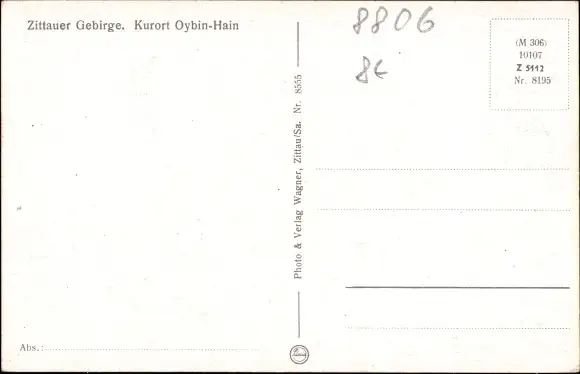 Zittauer Gebirge. Kurort Oybin-Hain
8806
8€
(M 306)
10107
Z 5112
Nr. 8195
Photo & Verlag Wagner, Zittau/Sa. Nr. 8555
Abs.: